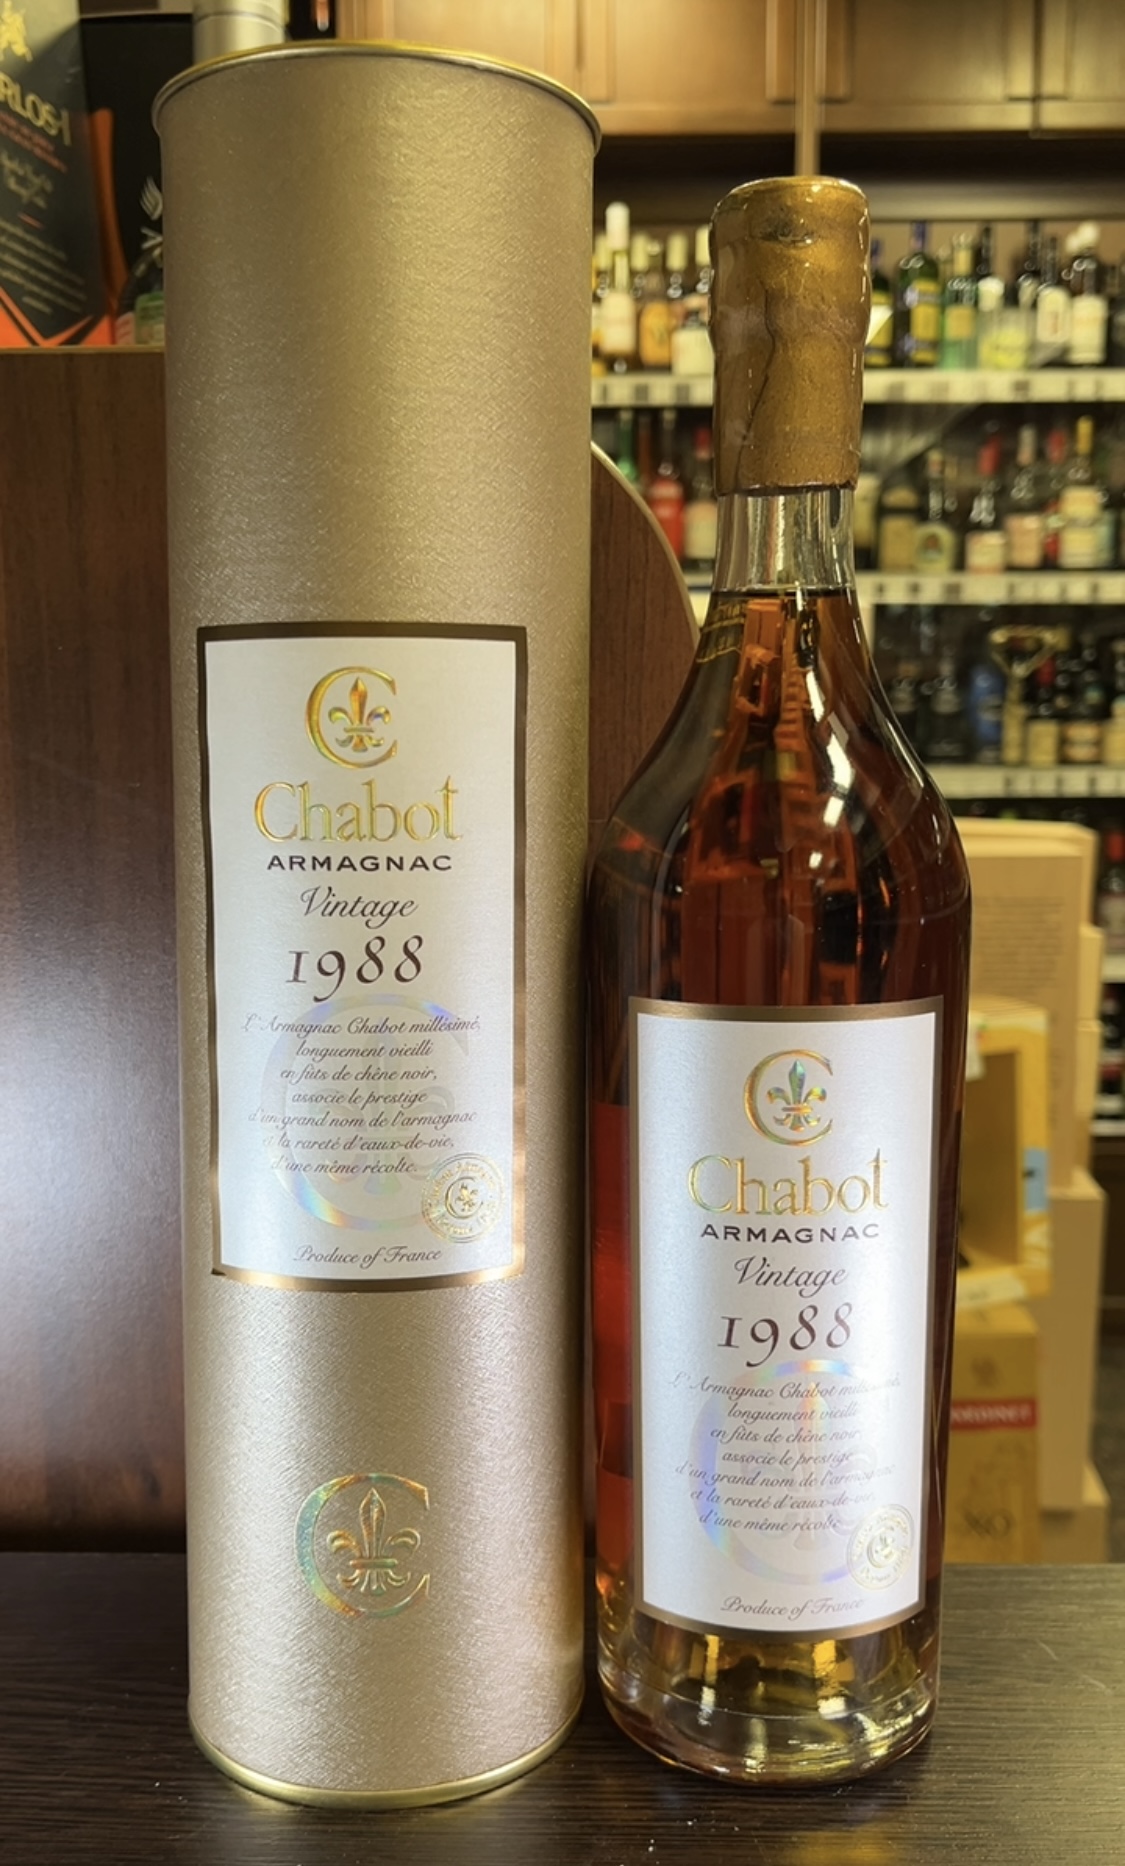 Chabot
ARMAGNAC
Vintage
1988
L'Armagnac Chabot millésimé,
longuement vieilli
en fûts de chêne noir,
associe le prestige
d'un grand nom de l'armagnac
et la rareté d'eaux-de-vie,
d'une même récolte.
Produce of France
Chabot
ARMAGNAC
Vintage
1988
L'Armagnac Chabot millésimé,
longuement vieilli
en fûts de chêne noir,
associe le prestige
d'un grand nom de l'armagnac
et la rareté d'eaux-de-vie,
d'une même récolte.
Produce of France
XO